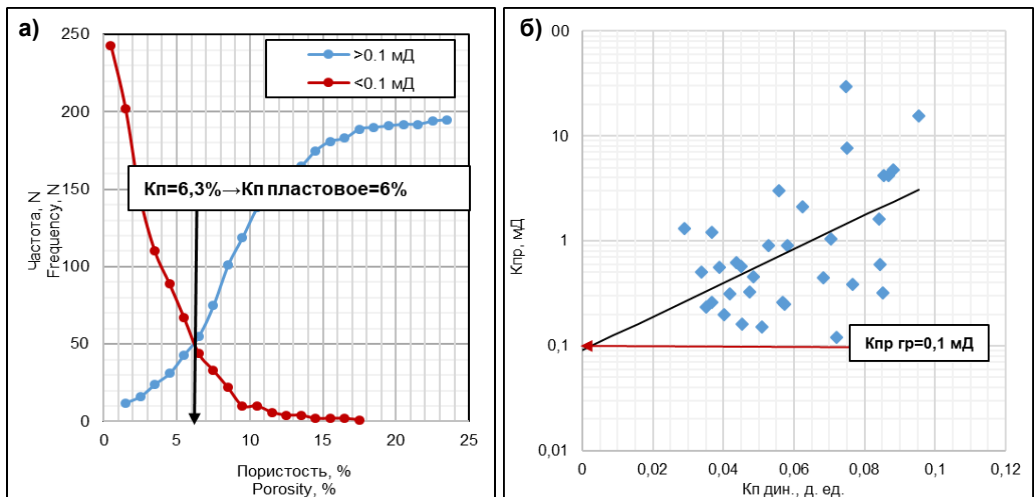 а)
250
200
150
100
50
0
Частота, N
Frequency, N
>0.1 мД
<0.1 мД
Кп=6,3%→Кп пластовое=6%
0 5 10 15 20 25
Пористость, %
Porosity, %
б)
00
10
1
0,1
0,01
Кпр, мД
Кпр гр=0,1 мД
0 0,02 0,04 0,06 0,08 0,1 0,12
Кп дин., д. ед.